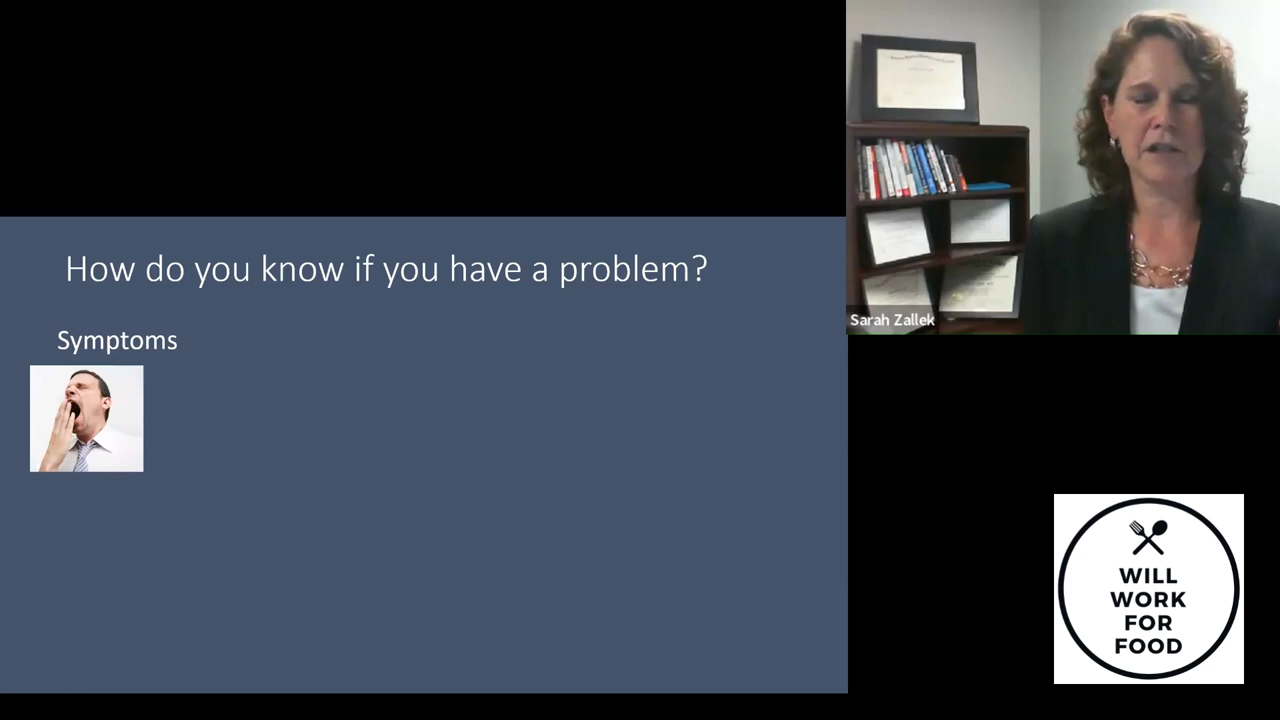 How do you know if you have a problem?
Symptoms
Sarah Zallek
WILL
WORK
FOR
FOOD